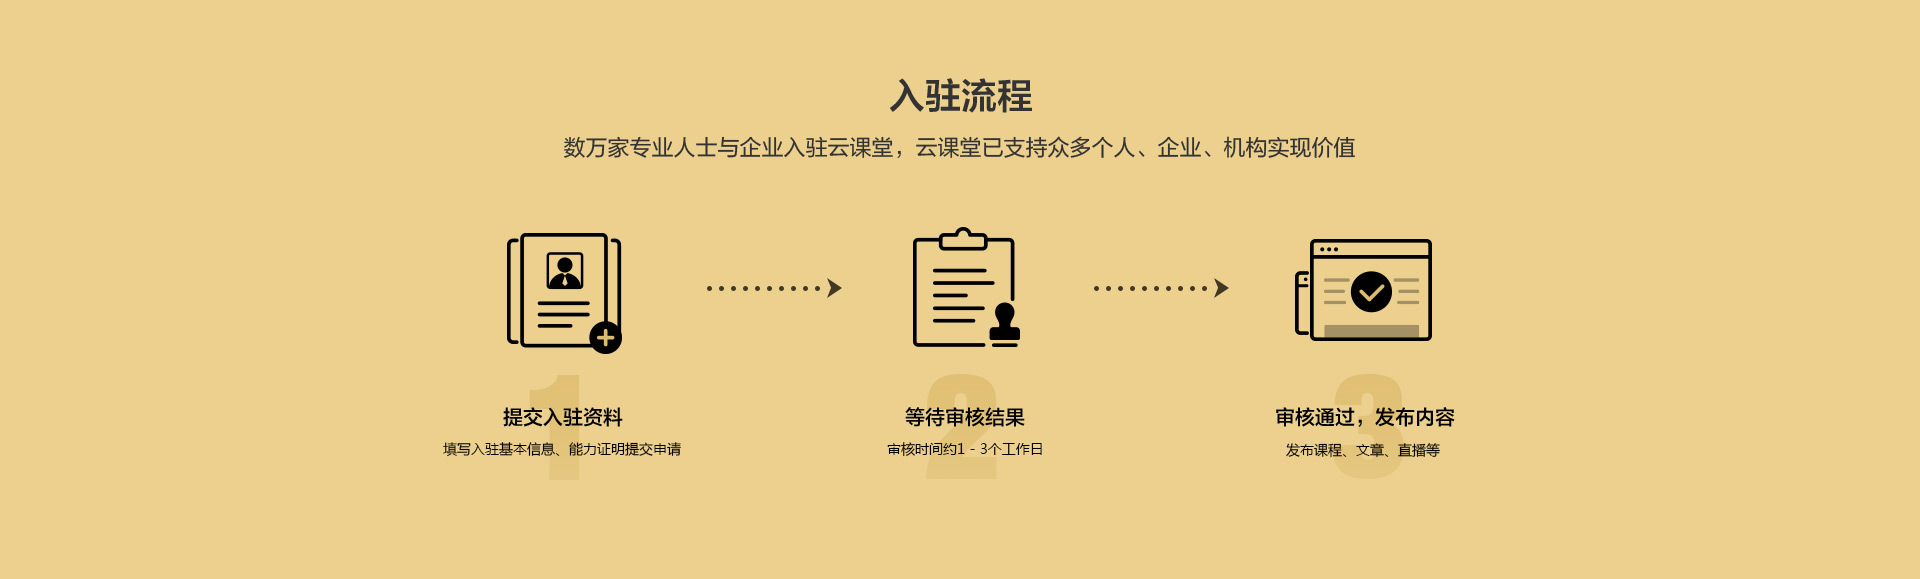 入驻流程
数万家专业人士与企业入驻云课堂，云课堂已支持众多个人、企业、机构实现价值
1
提交入驻资料
填写入驻基本信息、能力证明提交申请
2
等待审核结果
审核时间约1 - 3个工作日
3
审核通过，发布内容
发布课程、文章、直播等